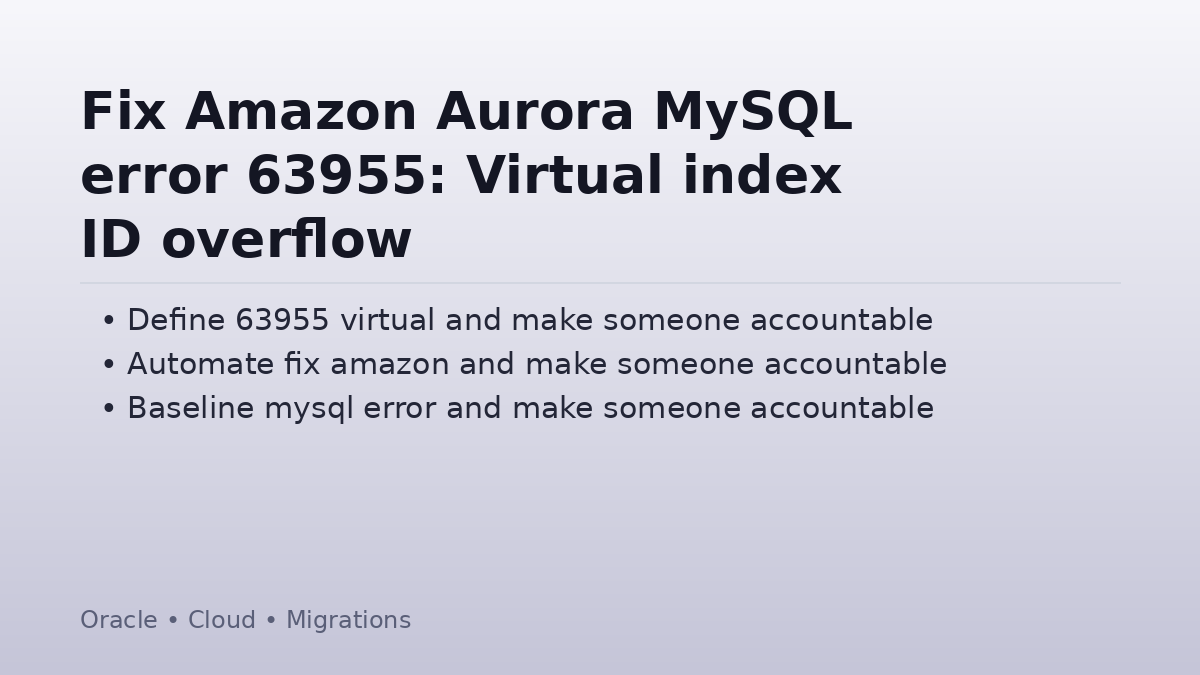 Fix Amazon Aurora MySQL
error 63955: Virtual index
ID overflow
• Define 63955 virtual and make someone accountable
• Automate fix amazon and make someone accountable
• Baseline mysql error and make someone accountable
Oracle • Cloud • Migrations